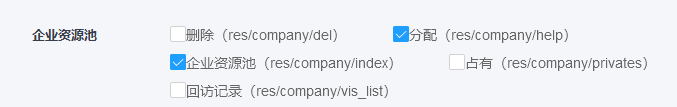 企业资源池 删除（res/company/del） 分配（res/company/help）
企业资源池（res/company/index） 占有（res/company/privates）
回访记录（res/company/vis_list）